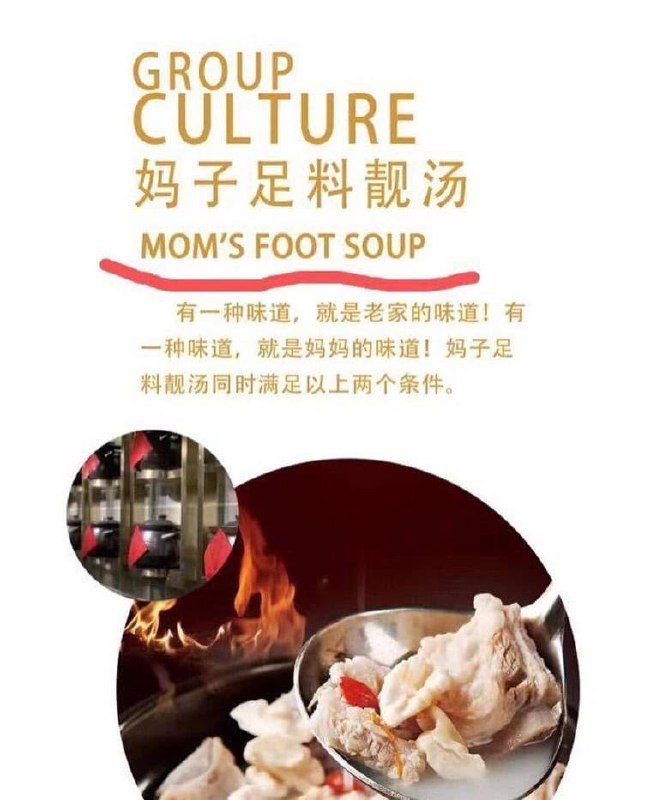 GROUP
CULTURE
妈子足料靓汤
MOM'S FOOT SOUP
有一种味道，就是老家的味道！有
一种味道，就是妈妈的味道！妈子足
料靓汤同时满足以上两个条件。